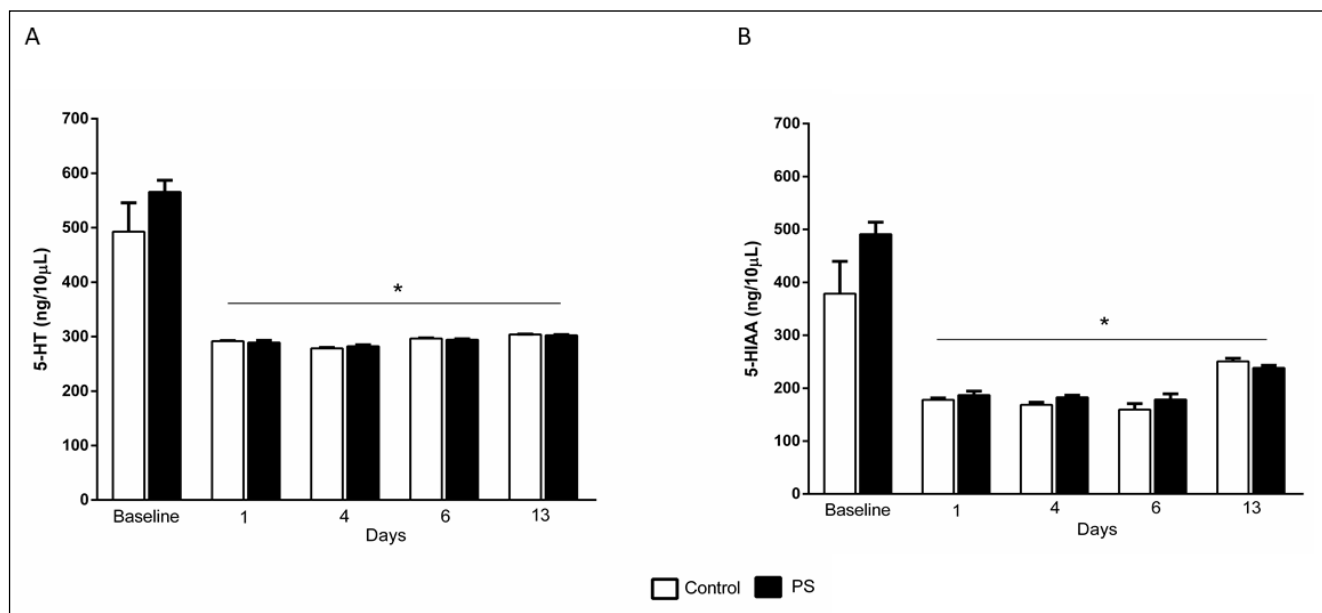 A
700
600
500
400
300
200
100
0
5-HT (ng/10µL)
*
Baseline 1 4 6 13
Days
B
700
600
500
400
300
200
100
0
5-HIAA (ng/10µL)
*
Baseline 1 4 6 13
Days
Control PS